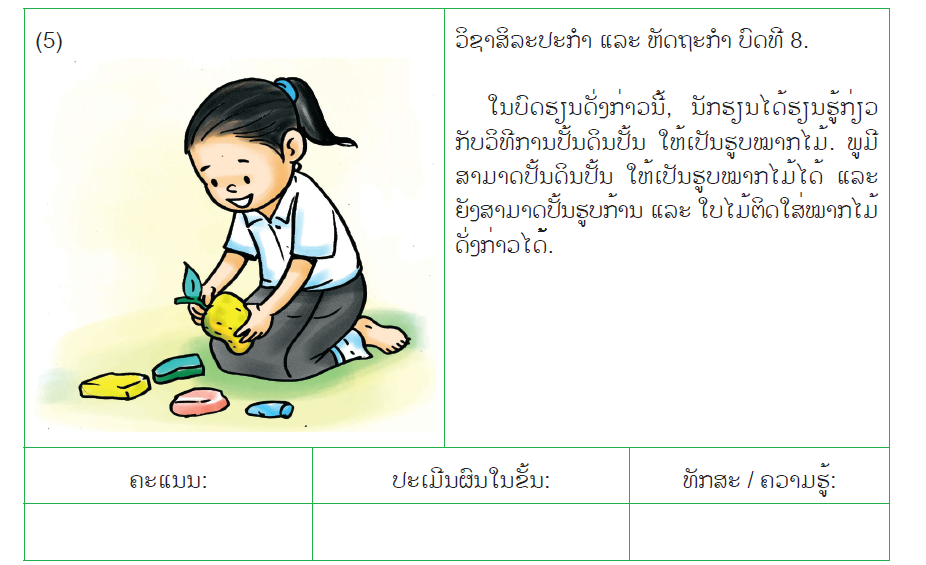 (5)
ວິຊາສິລະປະກຳ ແລະ ຫັດຖະກຳ ບົດທີ 8.
ໃນບົດຮຽນດັ່ງກ່າວນີ້, ນັກຮຽນໄດ້ຮຽນຮູ້ກ່ຽວ
ກັບວິທີການປັ້ນດິນປັ້ນ ໃຫ້ເປັນຮູບໝາກໄມ້. ພູມີ
ສາມາດປັ້ນດິນປັ້ນ ໃຫ້ເປັນຮູບໝາກໄມ້ໄດ້ ແລະ
ຍັງສາມາດປັ້ນຮູບກ້ານ ແລະ ໃບໄມ້ຕິດໃສ່ໝາກໄມ້
ດັ່ງກ່າວໄດ້.
ຄະແນນ: ປະເມີນຜົນໃນຂັ້ນ: ທັກສະ / ຄວາມຮູ້: